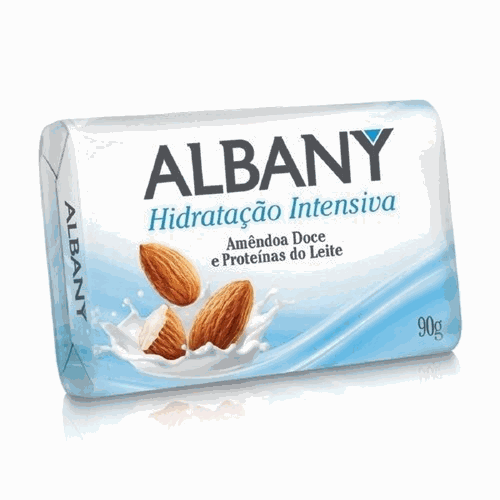 ALBANY
Hidratação Intensiva
Amêndoa Doce
e Proteínas do Leite
90g
ALBANY